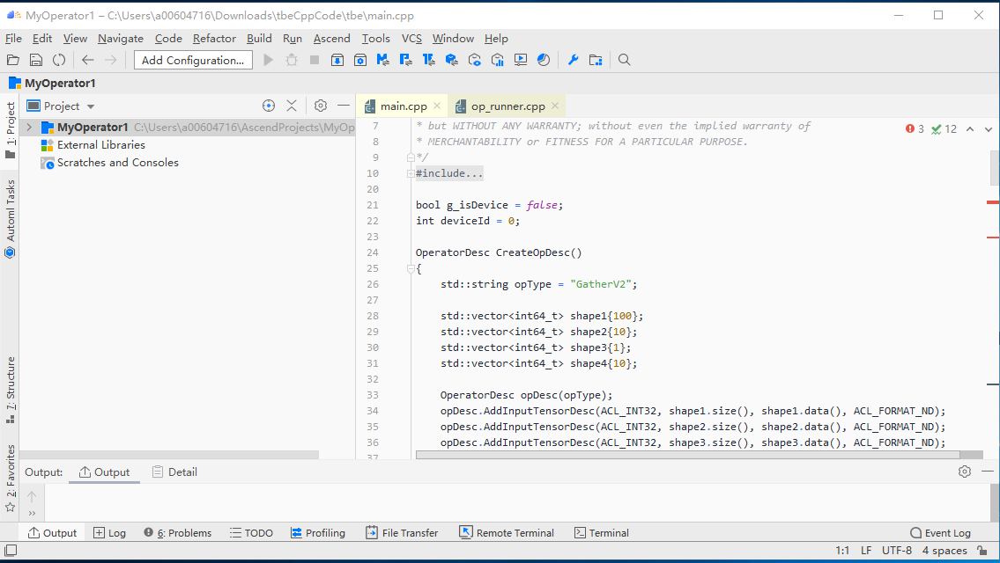 MyOperator1 – C:\Users\a00604716\Downloads\tbeCppCode\tbe\main.cpp
File Edit View Navigate Code Refactor Build Run Ascend Tools VCS Window Help
Add Configuration...
MyOperator1
1: Project
Automl Tasks
7: Structure
2: Favorites
Project
MyOperator1 C:\Users\a00604716\AscendProjects\MyOp
External Libraries
Scratches and Consoles
main.cpp op_runner.cpp
3 12
7 * but WITHOUT ANY WARRANTY; without even the implied warranty of
8 * MERCHANTABILITY or FITNESS FOR A PARTICULAR PURPOSE.
9 */
10 #include...
20
21 bool g_isDevice = false;
22 int deviceId = 0;
23
24 OperatorDesc CreateOpDesc()
25 {
26 std::string opType = "GatherV2";
27
28 std::vector<int64_t> shape1{100};
29 std::vector<int64_t> shape2{10};
30 std::vector<int64_t> shape3{1};
31 std::vector<int64_t> shape4{10};
32
33 OperatorDesc opDesc(opType);
34 opDesc.AddInputTensorDesc(ACL_INT32, shape1.size(), shape1.data(), ACL_FORMAT_ND);
35 opDesc.AddInputTensorDesc(ACL_INT32, shape2.size(), shape2.data(), ACL_FORMAT_ND);
36 opDesc.AddInputTensorDesc(ACL_INT32, shape3.size(), shape3.data(), ACL_FORMAT_ND);
37
Output: Output Detail
Output Log 6: Problems TODO Profiling File Transfer Remote Terminal Terminal Event Log
1:1 LF UTF-8 4 spaces